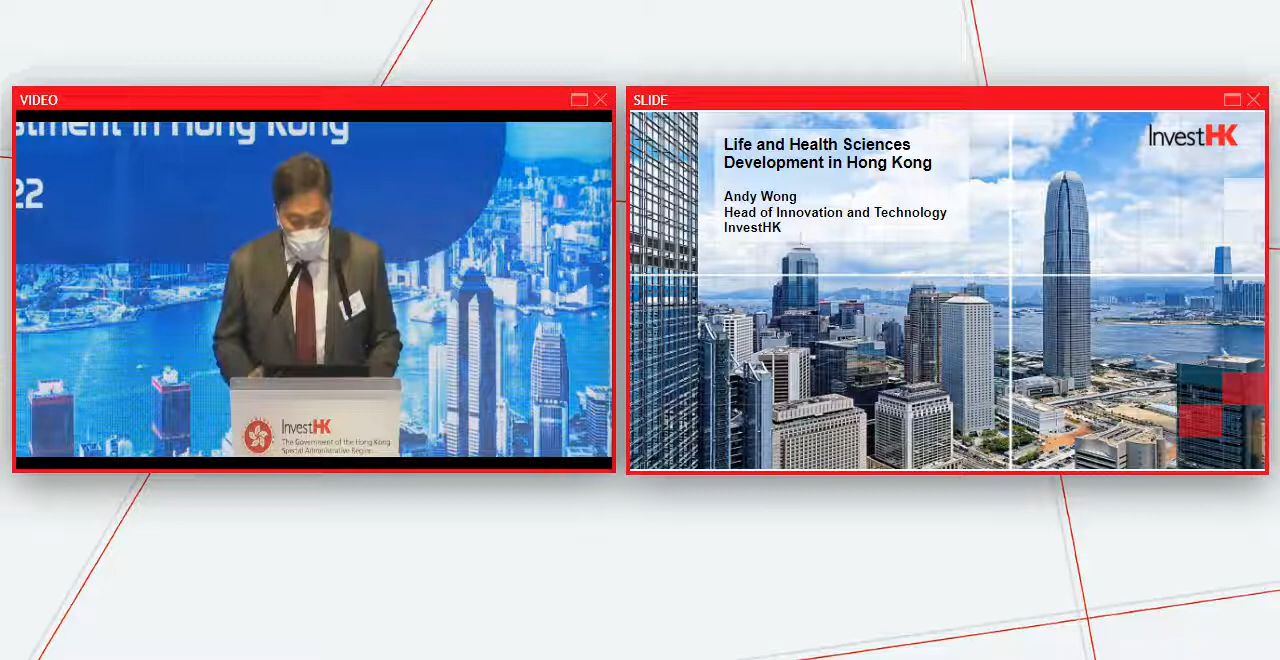 VIDEO
in Hong Kong
22
InvestHK
The Government of the Hong Kong
Special Administrative Region
SLIDE
Life and Health Sciences
Development in Hong Kong
Andy Wong
Head of Innovation and Technology
InvestHK
InvestHK